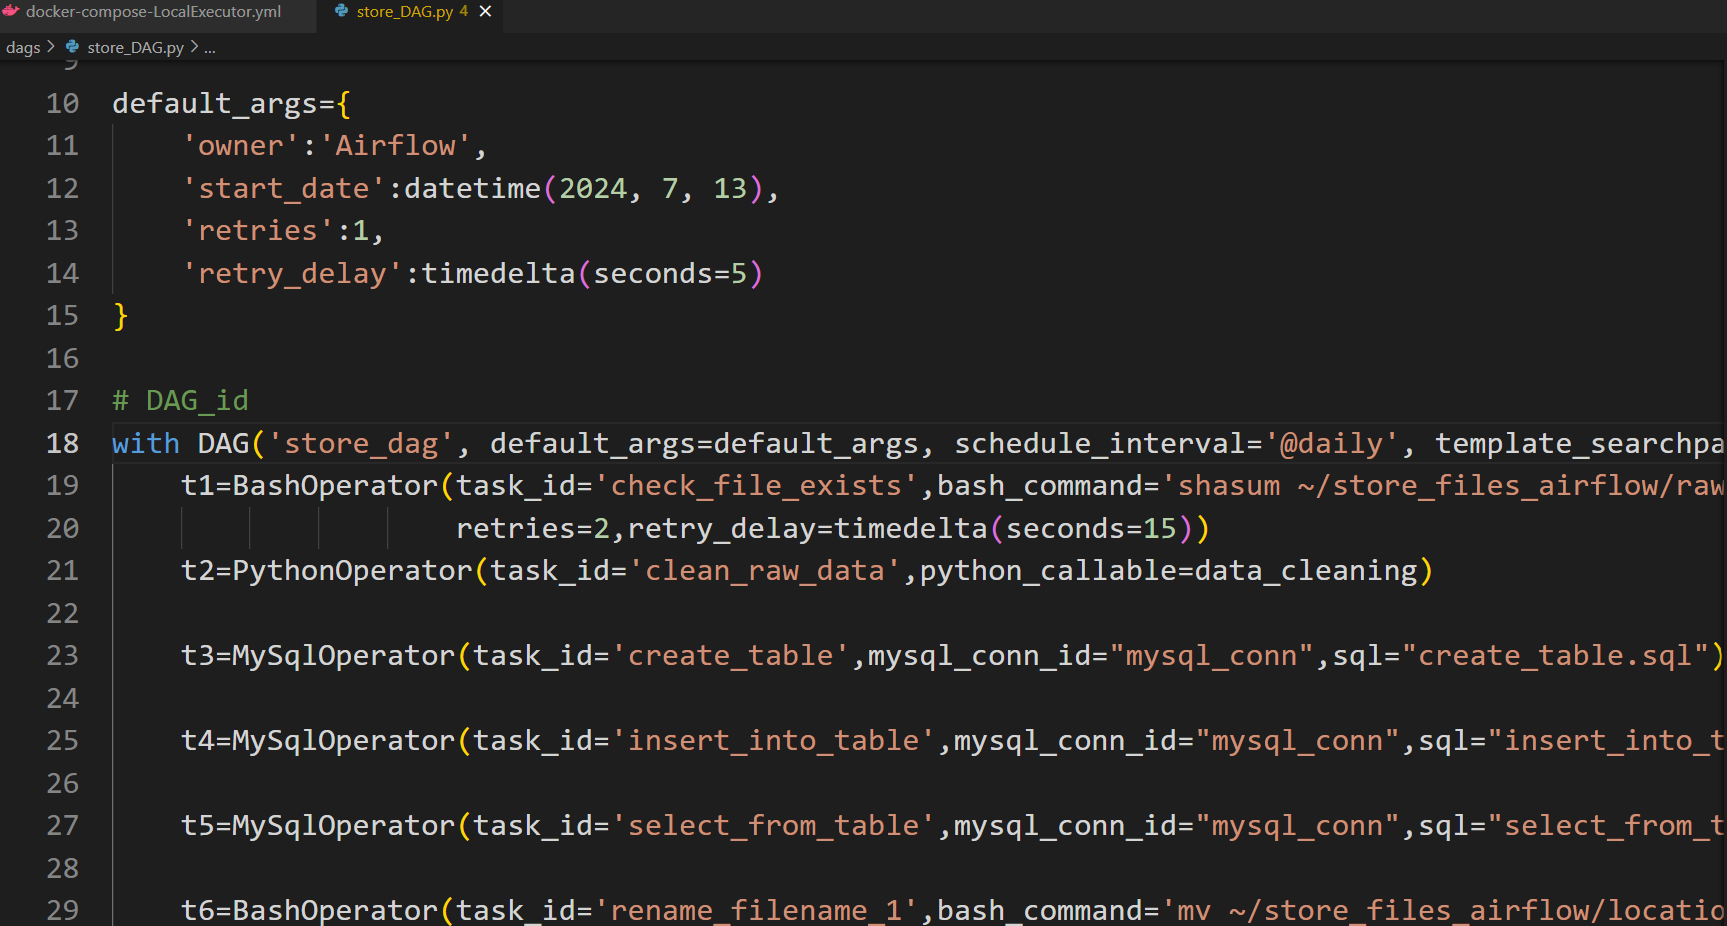 docker-compose-LocalExecutor.yml store_DAG.py 4
dags > store_DAG.py > ...
9
10 default_args={
11 'owner':'Airflow',
12 'start_date':datetime(2024, 7, 13),
13 'retries':1,
14 'retry_delay':timedelta(seconds=5)
15 }
16
17 # DAG_id
18 with DAG('store_dag', default_args=default_args, schedule_interval='@daily', template_searchpa
19 t1=BashOperator(task_id='check_file_exists',bash_command='shasum ~/store_files_airflow/raw
20 retries=2,retry_delay=timedelta(seconds=15))
21 t2=PythonOperator(task_id='clean_raw_data',python_callable=data_cleaning)
22
23 t3=MySqlOperator(task_id='create_table',mysql_conn_id="mysql_conn",sql="create_table.sql")
24
25 t4=MySqlOperator(task_id='insert_into_table',mysql_conn_id="mysql_conn",sql="insert_into_t
26
27 t5=MySqlOperator(task_id='select_from_table',mysql_conn_id="mysql_conn",sql="select_from_t
28
29 t6=BashOperator(task_id='rename_filename_1',bash_command='mv ~/store_files_airflow/locatio